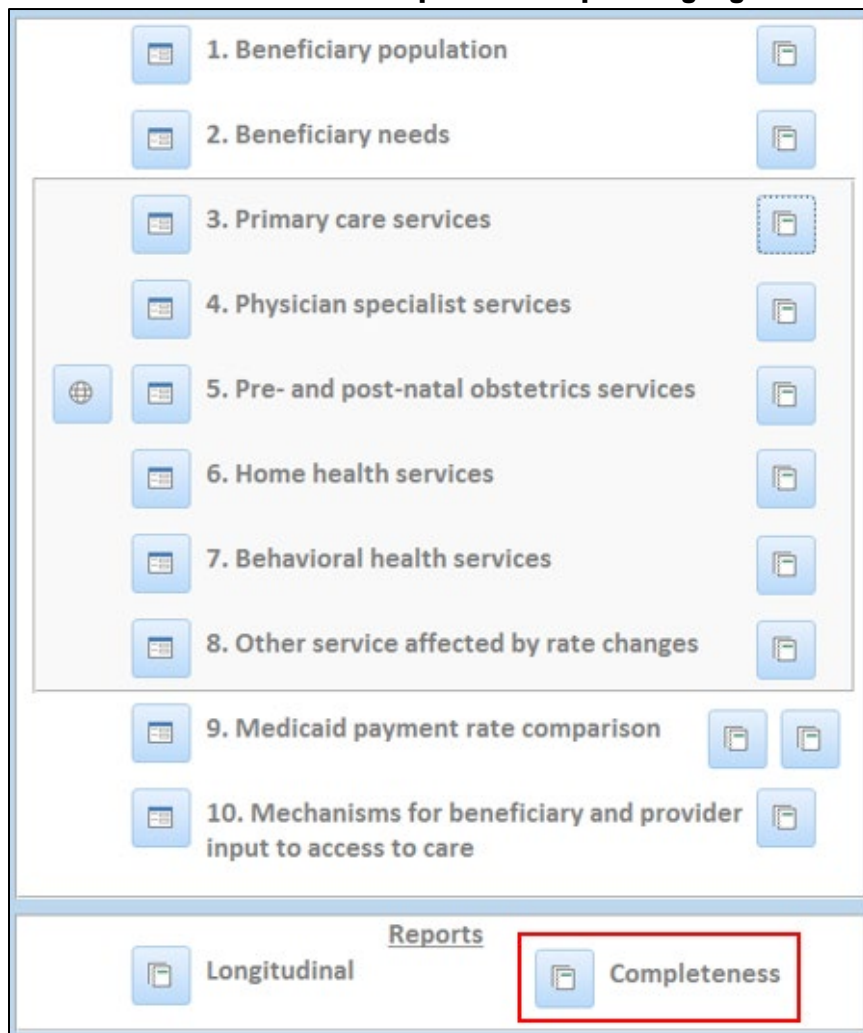 1. Beneficiary population
2. Beneficiary needs
3. Primary care services
4. Physician specialist services
5. Pre- and post-natal obstetrics services
6. Home health services
7. Behavioral health services
8. Other service affected by rate changes
9. Medicaid payment rate comparison
10. Mechanisms for beneficiary and provider
input to access to care
Reports
Longitudinal
Completeness